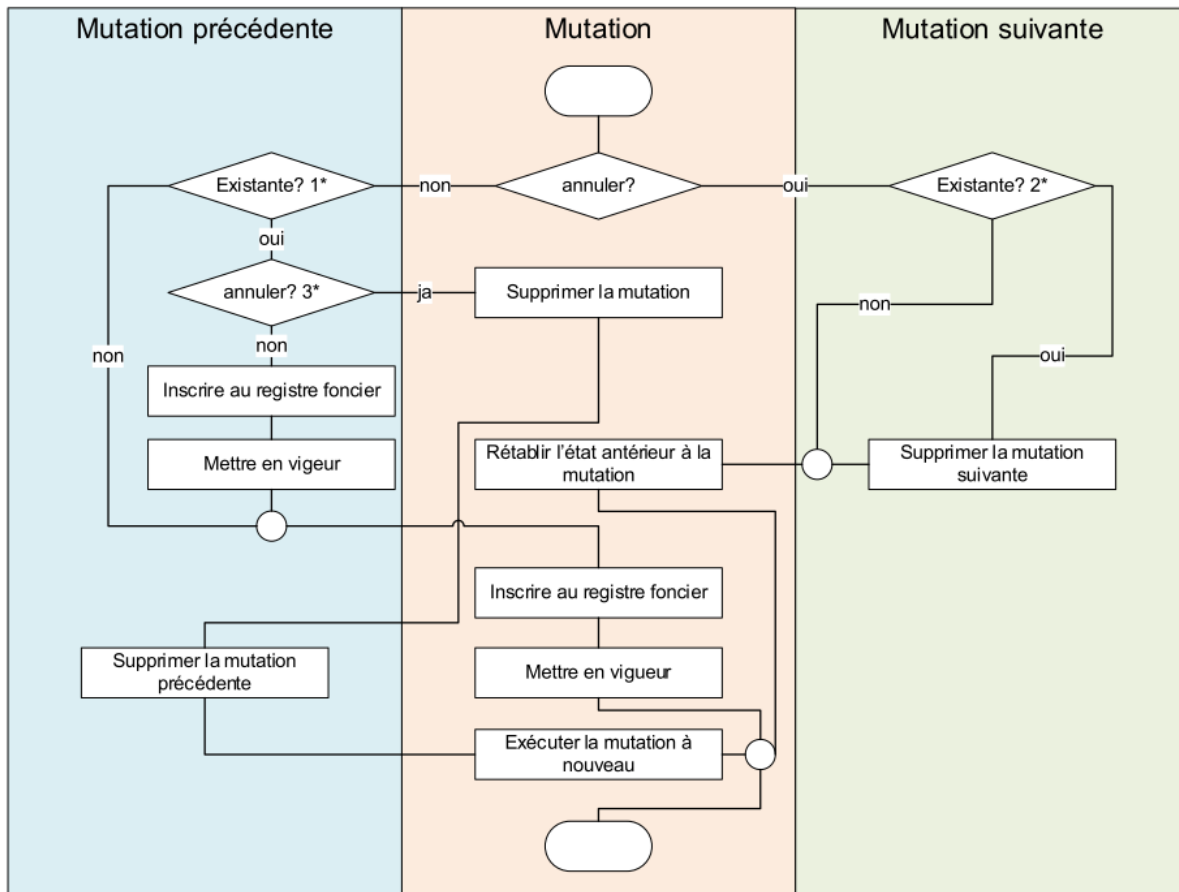 Mutation précédente
Mutation
Mutation suivante
Existante? 1*
non
annuler?
oui
Existante? 2*
oui
annuler? 3*
ja
Supprimer la mutation
non
non
non
oui
Inscrire au registre foncier
Mettre en vigeur
Rétablir l'état antérieur à la
mutation
Supprimer la mutation
suivante
Inscrire au registre foncier
Supprimer la mutation
précédente
Mettre en vigueur
Exécuter la mutation à
nouveau